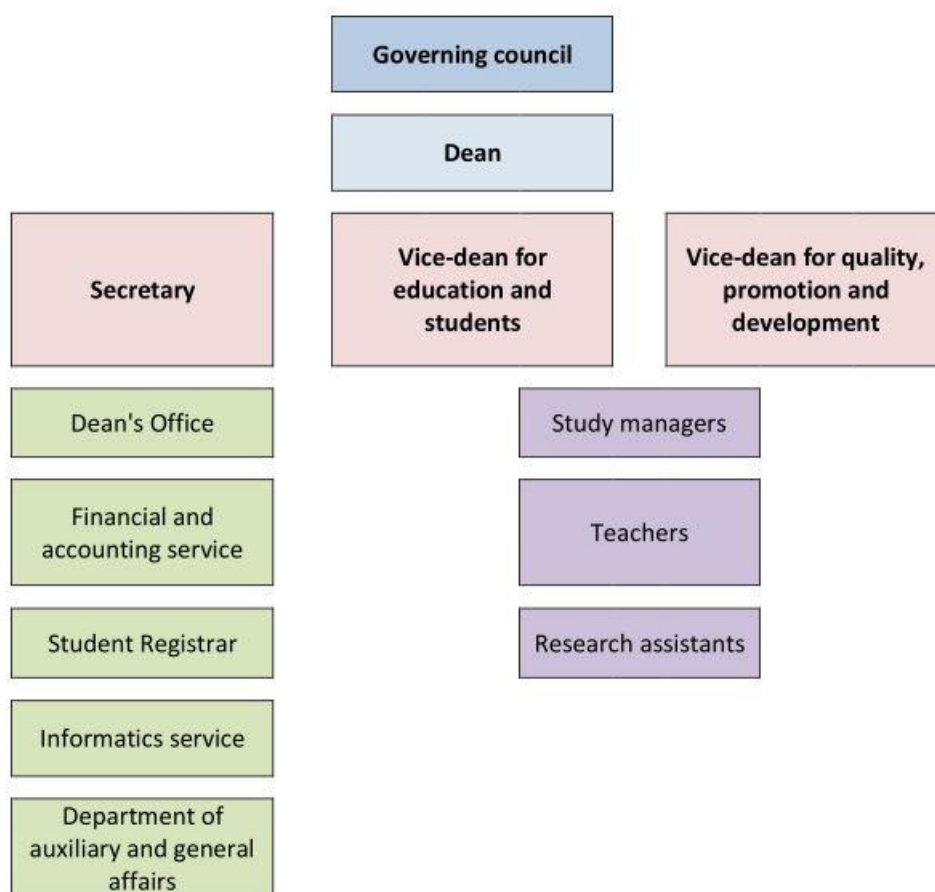 Governing council
Dean
Secretary
Vice-dean for
education and
students
Vice-dean for quality,
promotion and
development
Dean's Office
Study managers
Financial and
accounting service
Teachers
Student Registrar
Research assistants
Informatics service
Department of
auxiliary and general
affairs